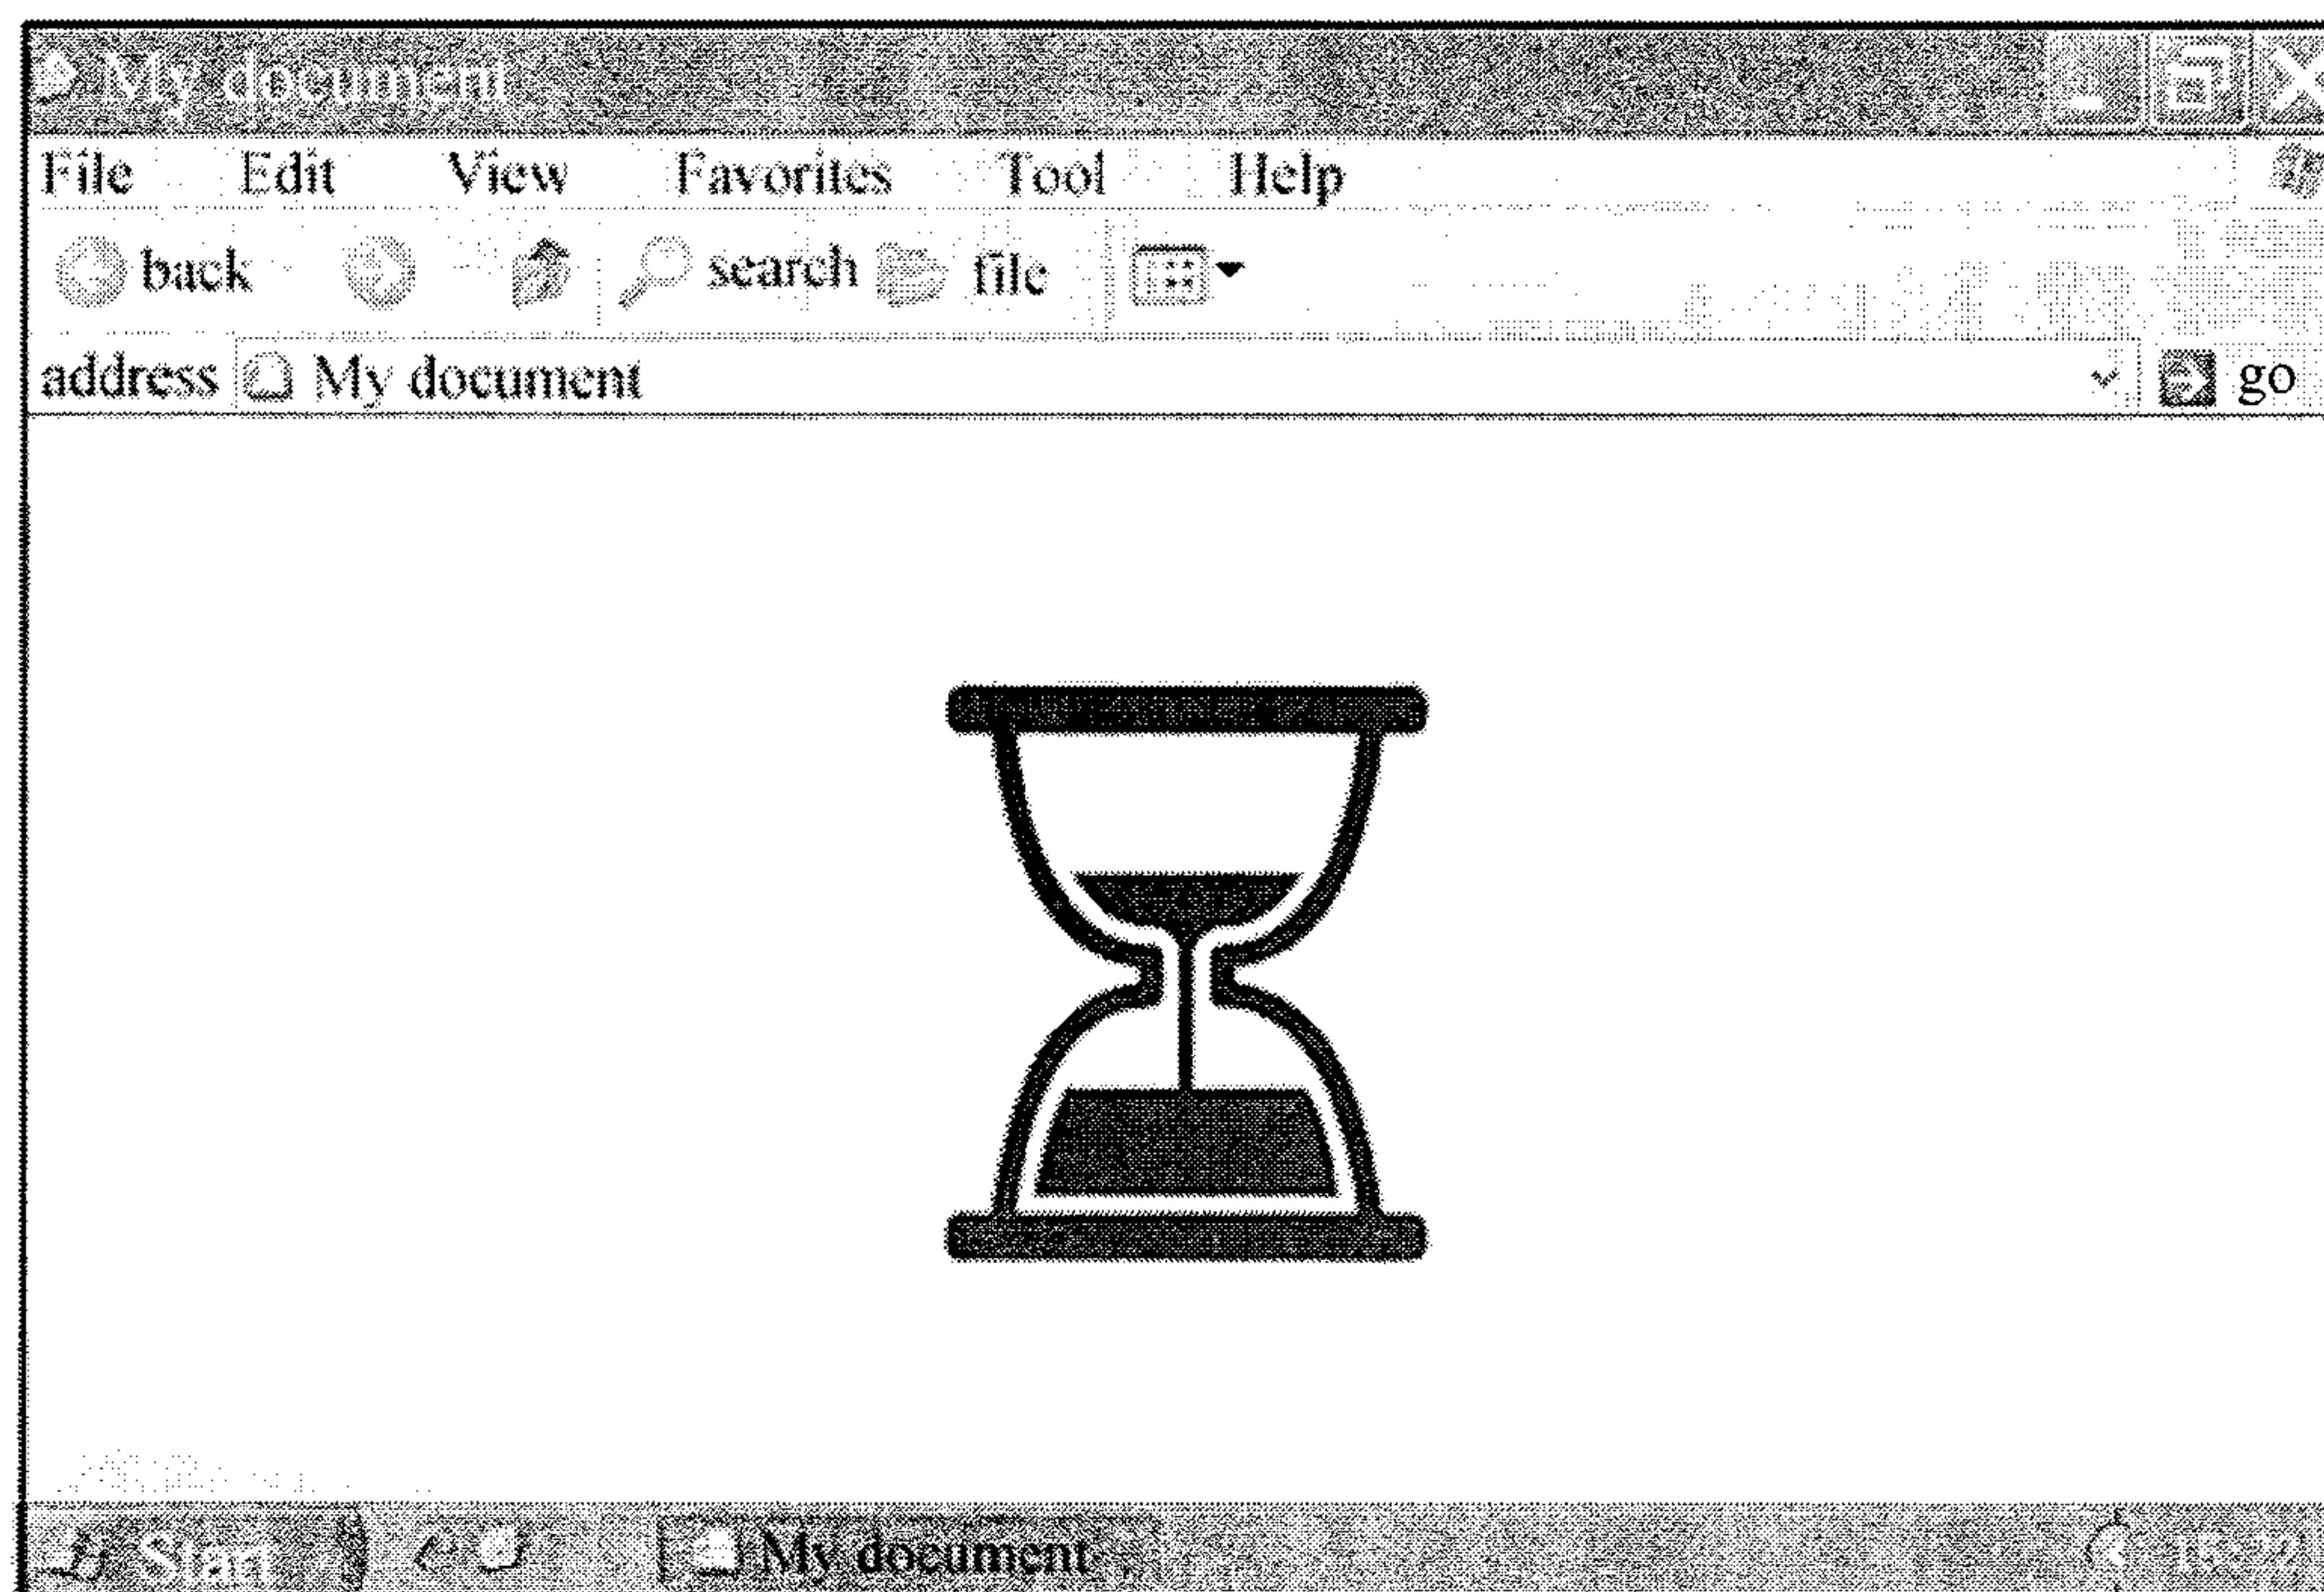 My document
File Edit View Favorites Tool Help
back search file
address My document go
Start My document